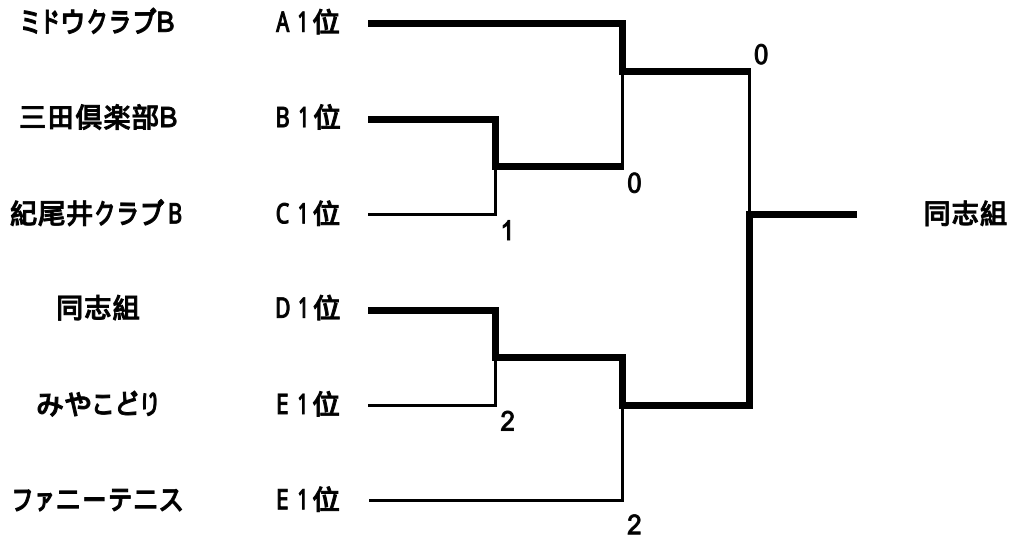 ミドウクラブB A1位
0
三田倶楽部B B1位
0
紀尾井クラブB C1位 同志組
1
同志組 D1位
みやこどり E1位
2
ファニーテニス E1位
2